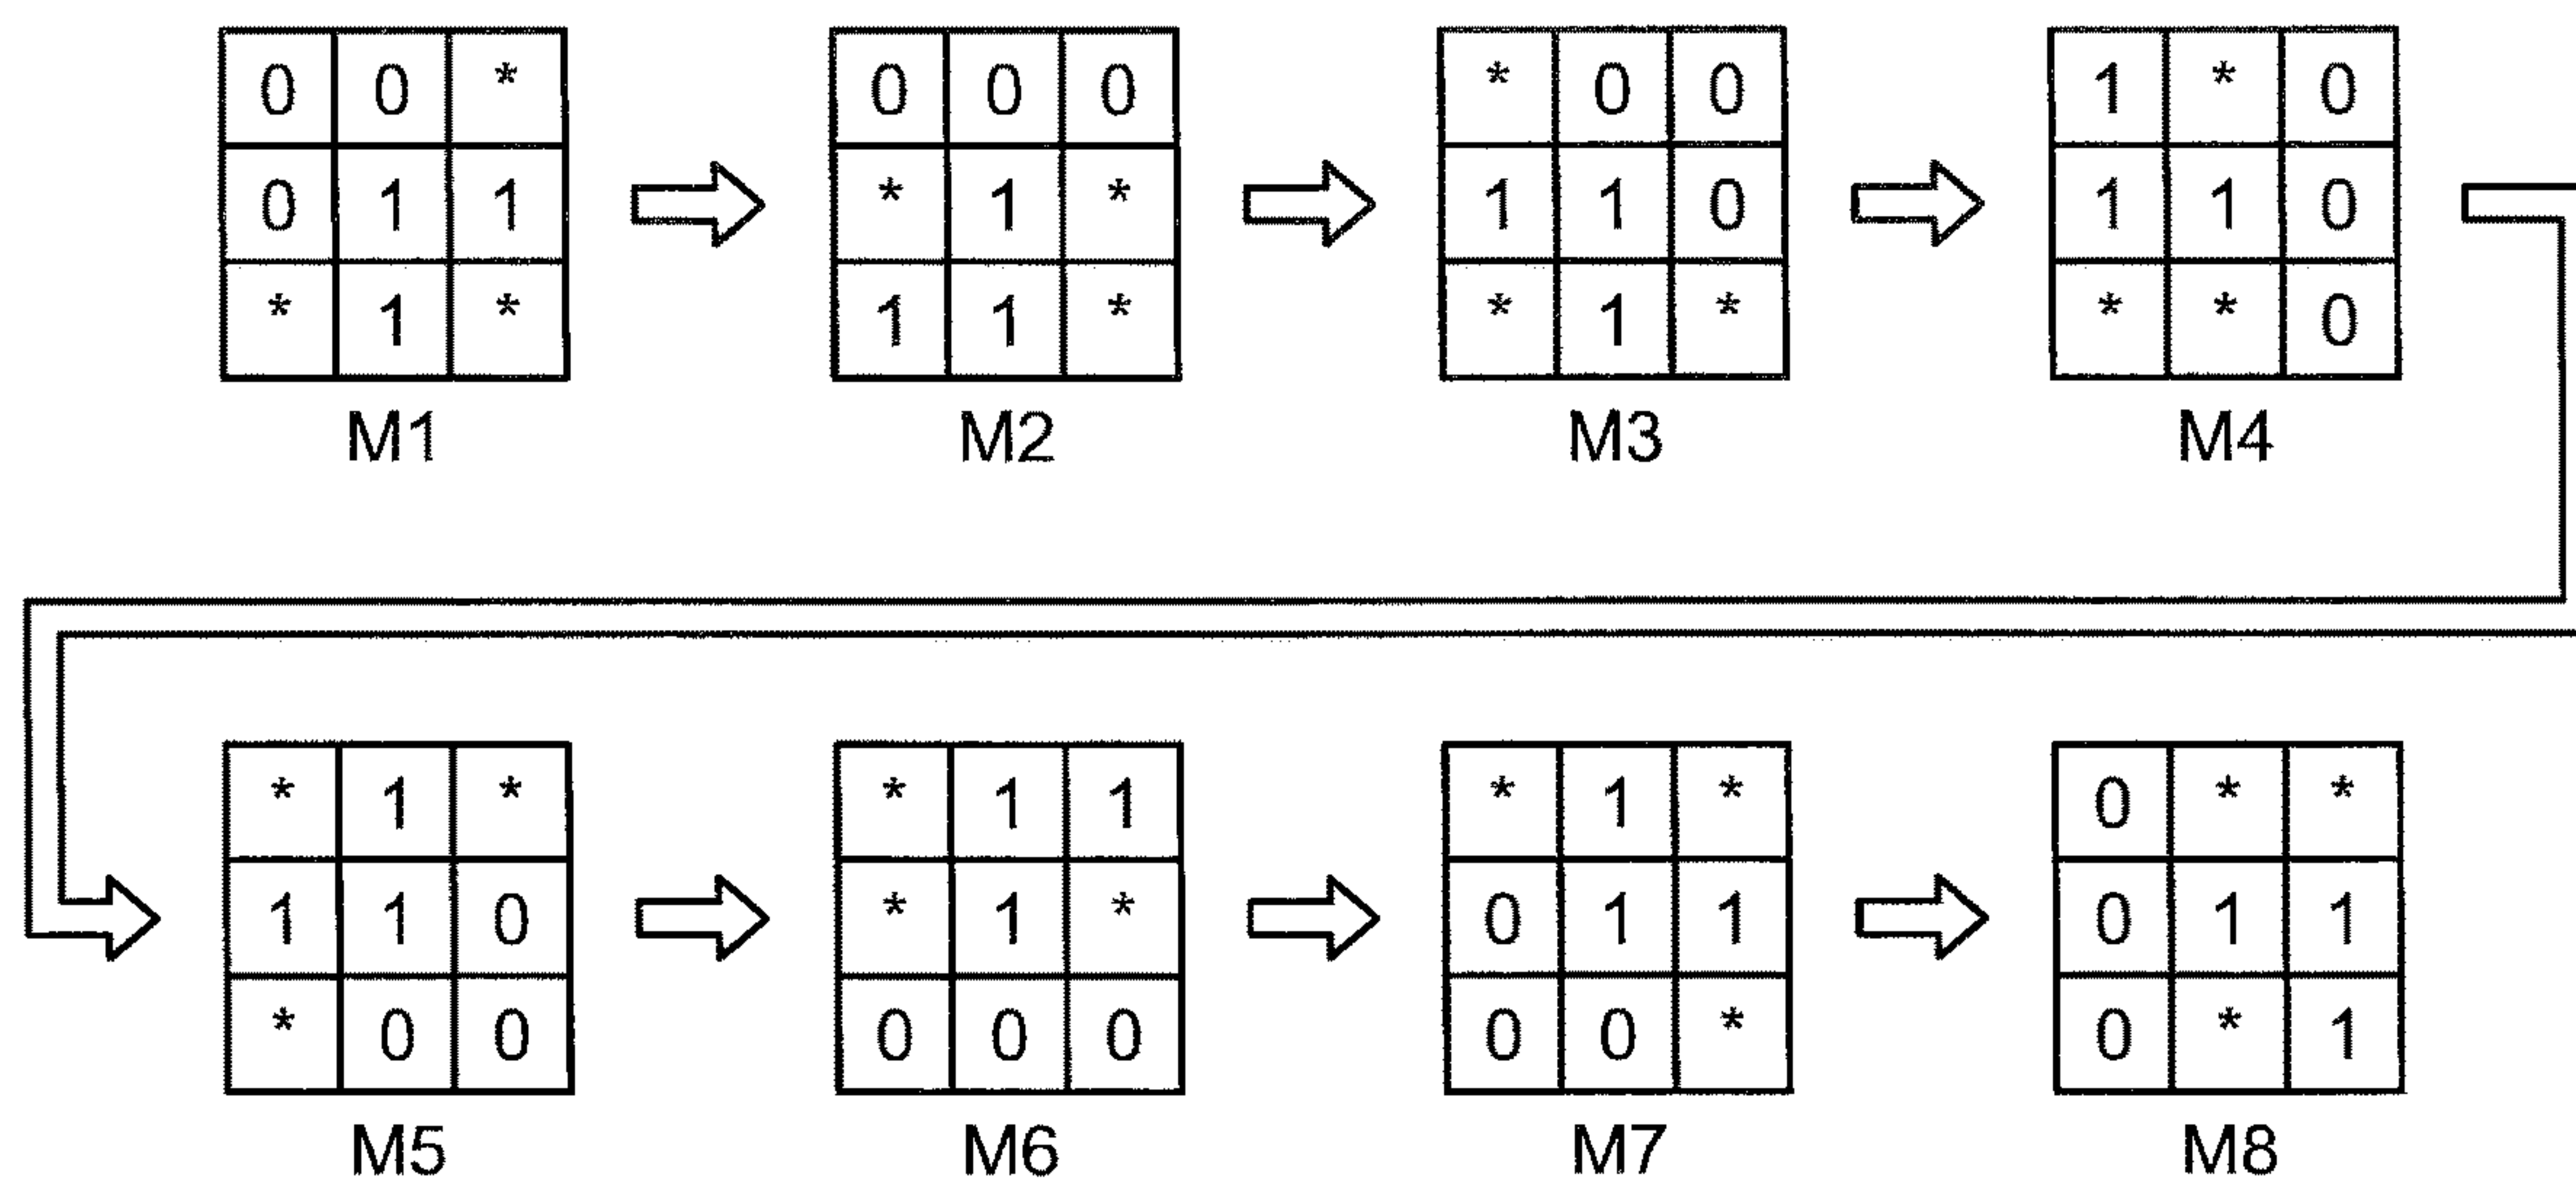 0 0 * 0 0 0 * 0 0 1 * 0
0 1 1 * 1 * 1 1 0 1 1 0
* 1 * 1 1 * * 1 * * * 0
M1 M2 M3 M4
* 1 * * 1 1 * 1 * 0 * *
1 1 0 * 1 * 0 1 1 0 1 1
* 0 0 0 0 0 0 0 * 0 * 1
M5 M6 M7 M8